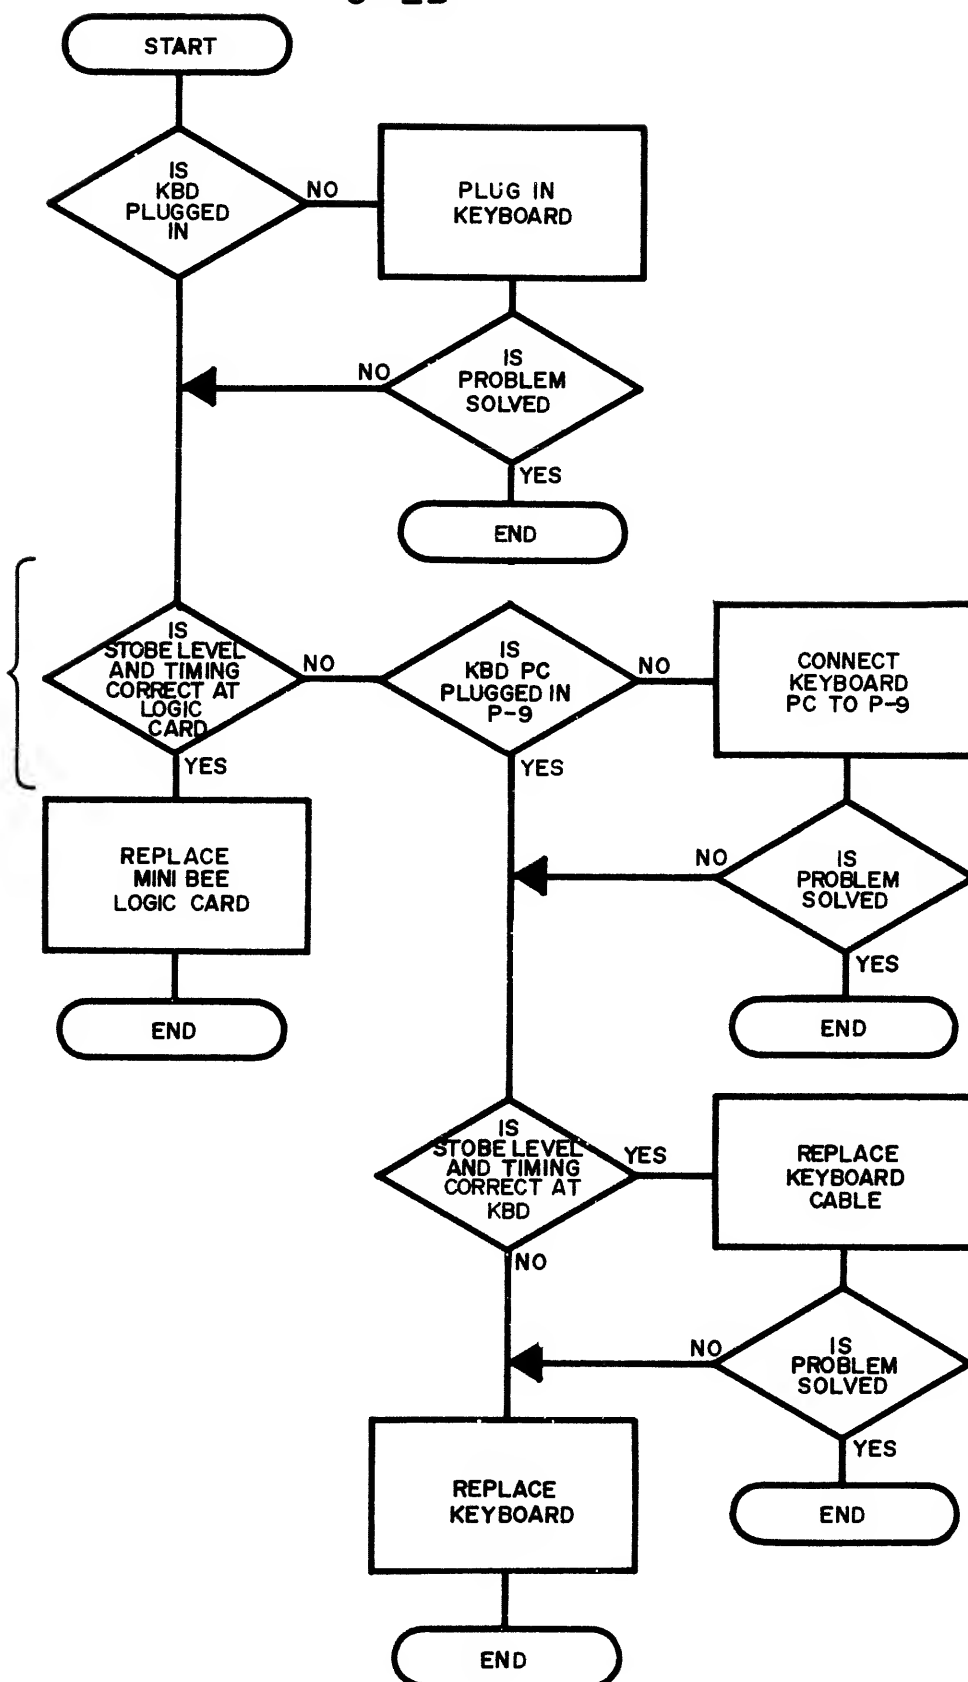 START
IS
KBD
PLUGGED
IN
NO
PLUG IN
KEYBOARD
IS
PROBLEM
SOLVED
NO
YES
END
IS
STOBE LEVEL
AND TIMING
CORRECT AT
LOGIC
CARD
NO
YES
IS
KBD PC
PLUGGED IN
P-9
NO
YES
CONNECT
KEYBOARD
PC TO P-9
REPLACE
MINI BEE
LOGIC CARD
END
IS
PROBLEM
SOLVED
NO
YES
END
IS
STOBE LEVEL
AND TIMING
CORRECT AT
KBD
YES
NO
REPLACE
KEYBOARD
CABLE
IS
PROBLEM
SOLVED
NO
YES
END
REPLACE
KEYBOARD
END